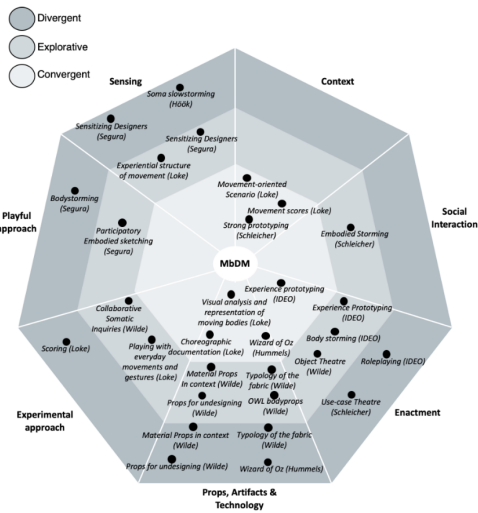 Divergent
Explorative
Convergent
Sensing
Context
Soma slowstorming
(Höök)
Sensitizing Designers
(Segura)
Sensitizing Designers
(Segura)
Experiential structure
of movement (Loke)
Movement-oriented
Scenario (Loke)
Movement scores (Loke)
Strong prototyping
(Schleicher)
Bodystorming
(Segura)
Playful
approach
Participatory
Embodied sketching
(Segura)
Social
Interaction
Embodied Storming
(Schleicher)
MbDM
Experience prototyping
(IDEO)
Visual analysis and
representation of
moving bodies (Loke)
Experience Prototyping
(IDEO)
Collaborative
Somatic
Inquiries (Wilde)
Scoring (Loke)
Playing with
everyday
movements and
gestures (Loke)
Choreographic
documentation (Loke)
Wizard of Oz
(Hummels)
Body storming (IDEO)
Object Theatre
(Wilde)
Roleplaying (IDEO)
Material Props
In context (Wilde)
Typology of the
fabric (Wilde)
Props for undesigning
(Wilde)
OWL bodyprops
(Wilde)
Use-case Theatre
(Schleicher)
Experimental
approach
Enactment
Material Props in context
(Wilde)
Typology of the fabric
(Wilde)
Props for undesigning (Wilde)
Wizard of Oz (Hummels)
Props, Artifacts &
Technology